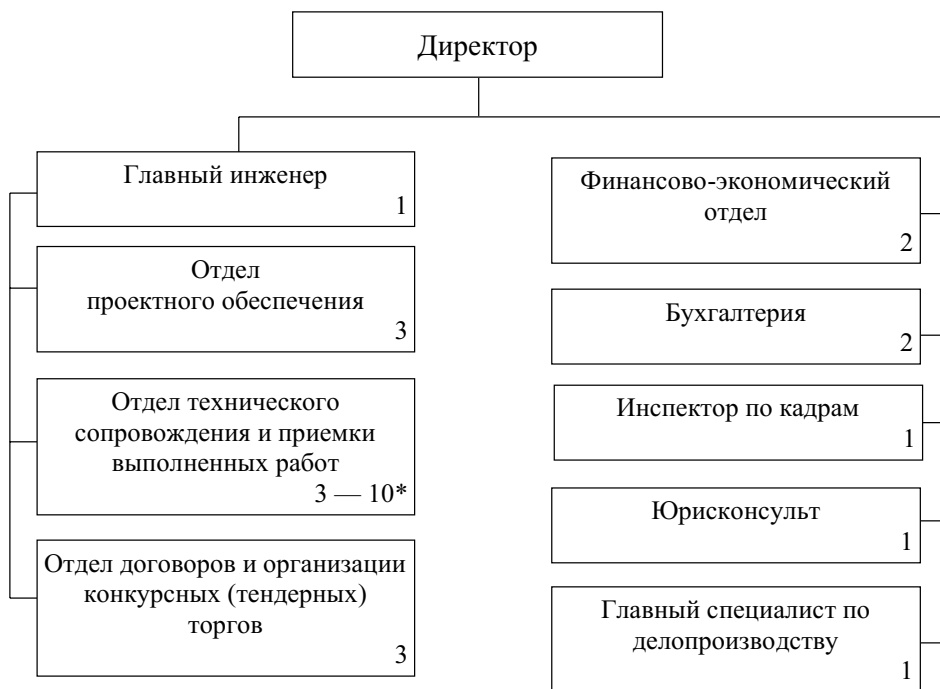 Директор
Главный инженер
1
Отдел
проектного обеспечения
3
Отдел технического
сопровождения и приемки
выполненных работ
3 — 10*
Отдел договоров и организации
конкурсных (тендерных)
торгов
3
Финансово-экономический
отдел
2
Бухгалтерия
2
Инспектор по кадрам
1
Юрисконсульт
1
Главный специалист по
делопроизводству
1